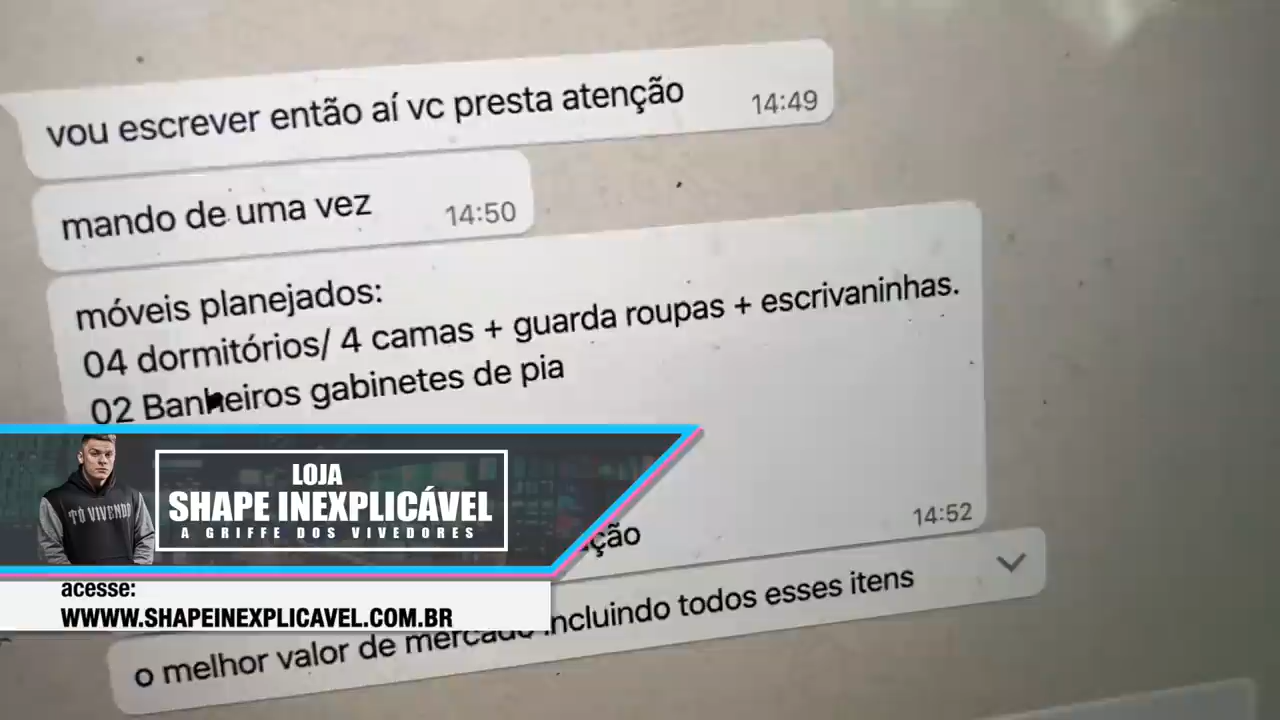 vou escrever então aí vc presta atenção
14:49
mando de uma vez
14:50
móveis planejados:
04 dormitórios/ 4 camas + guarda roupas + escrivaninhas.
02 Banheiros gabinetes de pia
14:52
o melhor valor de mercado incluindo todos esses itens
TÔ VIVENDO
LOJA
SHAPE INEXPLICÁVEL
A GRIFFE DOS VIVEDORES
acesse:
WWW.SHAPEINEXPLICAVEL.COM.BR